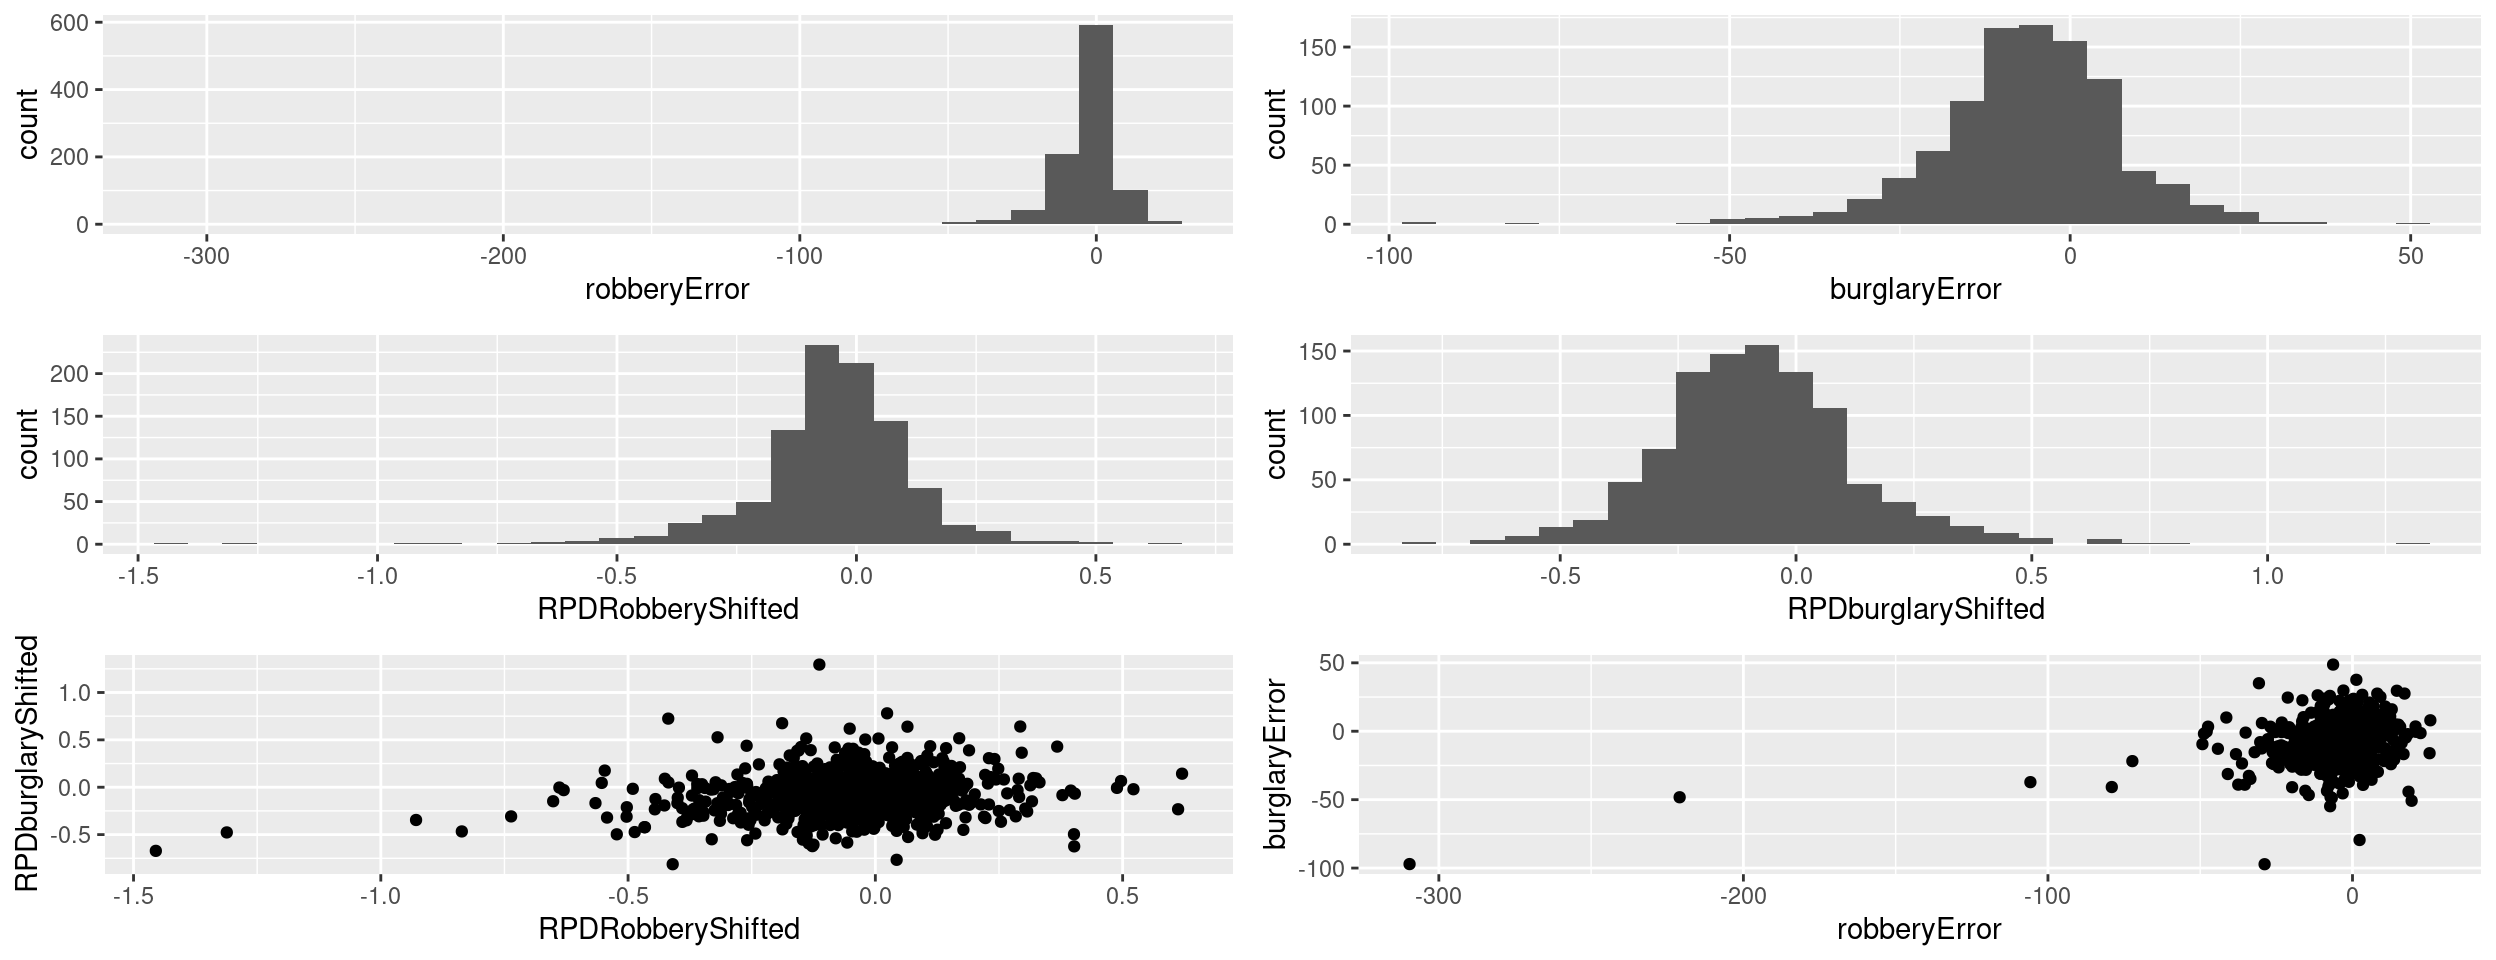 600
400
200
0
count
-300 -200 -100 0
robberyError
150
100
50
0
count
-100 -50 0 50
burglaryError
200
150
100
50
0
count
-1.5 -1.0 -0.5 0.0 0.5
RPDRobberyShifted
150
100
50
0
count
-0.5 0.0 0.5 1.0
RPDburglaryShifted
1.0
0.5
0.0
-0.5
RPDburglaryShifted
-1.5 -1.0 -0.5 0.0 0.5
RPDRobberyShifted
50
0
-50
-100
burglaryError
-300 -200 -100 0
robberyError